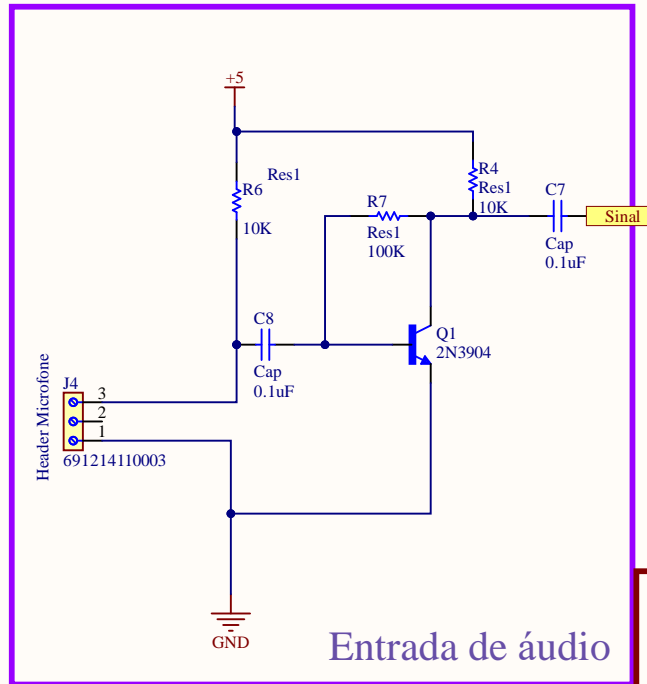 +5
Res1
R6
10K
R4
Res1
10K
R7
Res1
100K
C7
Sinal
Cap
0.1uF
C8
Cap
0.1uF
Q1
2N3904
Header Microfone
J4
3
2
1
691214110003
GND
Entrada de áudio